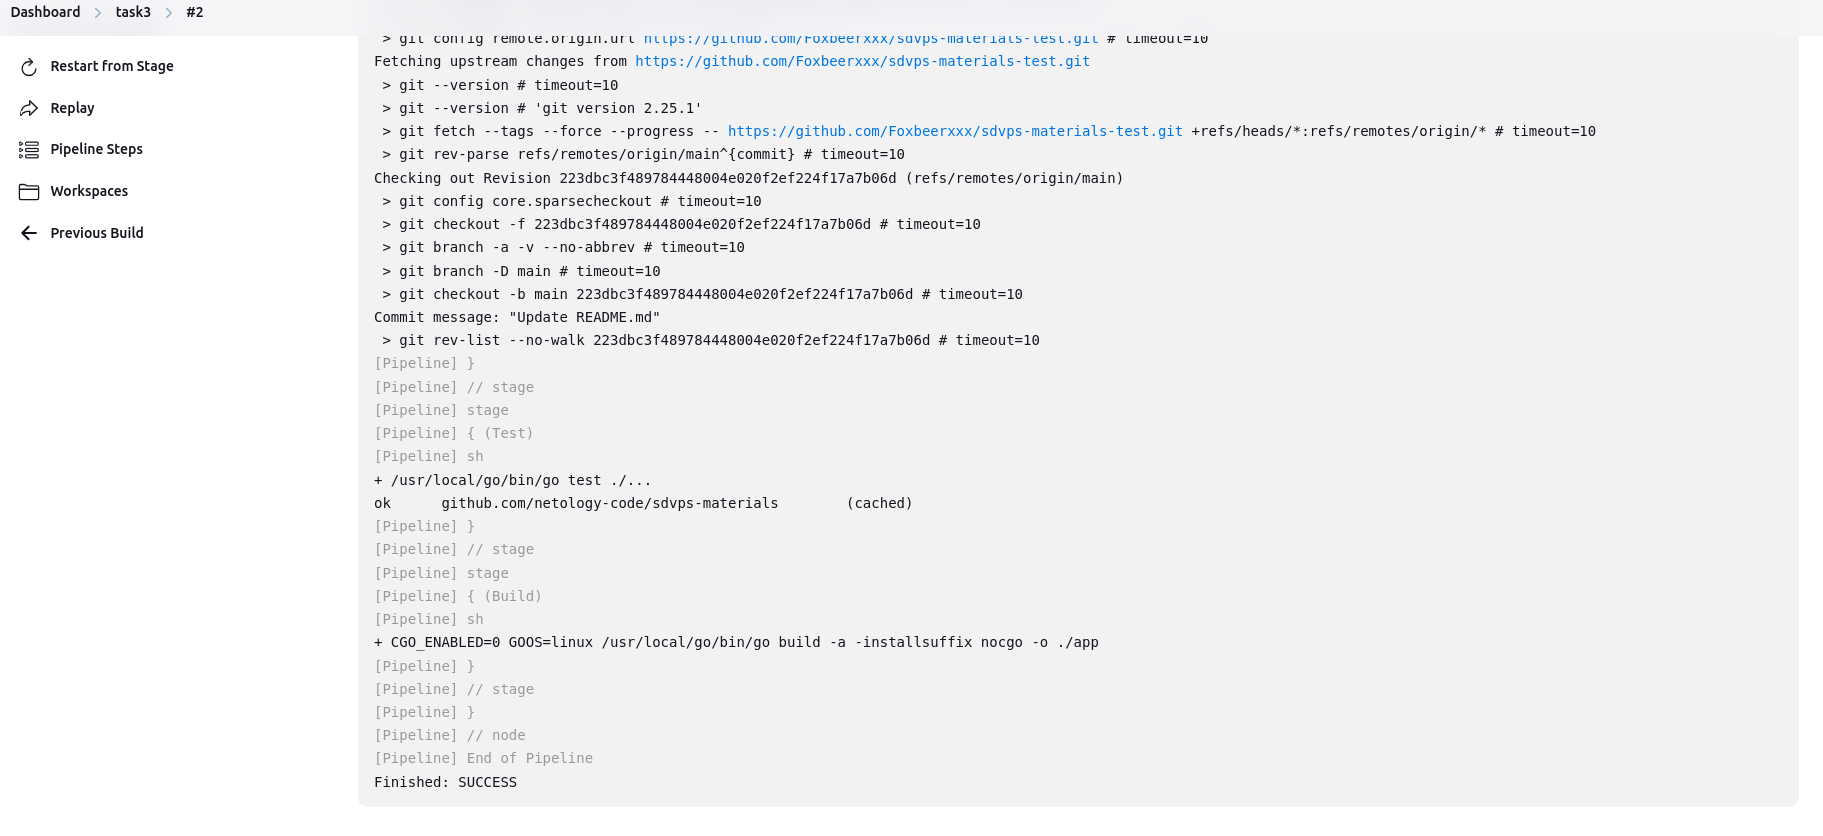 Dashboard > task3 > #2
Restart from Stage
Replay
Pipeline Steps
Workspaces
Previous Build
> git config remote.origin.url https://github.com/Foxbeerxxx/sdvps-materials-test.git # timeout=10
Fetching upstream changes from https://github.com/Foxbeerxxx/sdvps-materials-test.git
> git --version # timeout=10
> git --version # 'git version 2.25.1'
> git fetch --tags --force --progress -- https://github.com/Foxbeerxxx/sdvps-materials-test.git +refs/heads/*:refs/remotes/origin/* # timeout=10
> git rev-parse refs/remotes/origin/main^{commit} # timeout=10
Checking out Revision 223dbc3f489784448004e020f2ef224f17a7b06d (refs/remotes/origin/main)
> git config core.sparsecheckout # timeout=10
> git checkout -f 223dbc3f489784448004e020f2ef224f17a7b06d # timeout=10
> git branch -a -v --no-abbrev # timeout=10
> git branch -D main # timeout=10
> git checkout -b main 223dbc3f489784448004e020f2ef224f17a7b06d # timeout=10
Commit message: "Update README.md"
> git rev-list --no-walk 223dbc3f489784448004e020f2ef224f17a7b06d # timeout=10
[Pipeline] }
[Pipeline] // stage
[Pipeline] stage
[Pipeline] { (Test)
[Pipeline] sh
+ /usr/local/go/bin/go test ./...
ok github.com/netology-code/sdvps-materials (cached)
[Pipeline] }
[Pipeline] // stage
[Pipeline] stage
[Pipeline] { (Build)
[Pipeline] sh
+ CGO_ENABLED=0 GOOS=linux /usr/local/go/bin/go build -a -installsuffix nocgo -o ./app
[Pipeline] }
[Pipeline] // stage
[Pipeline] }
[Pipeline] // node
[Pipeline] End of Pipeline
Finished: SUCCESS